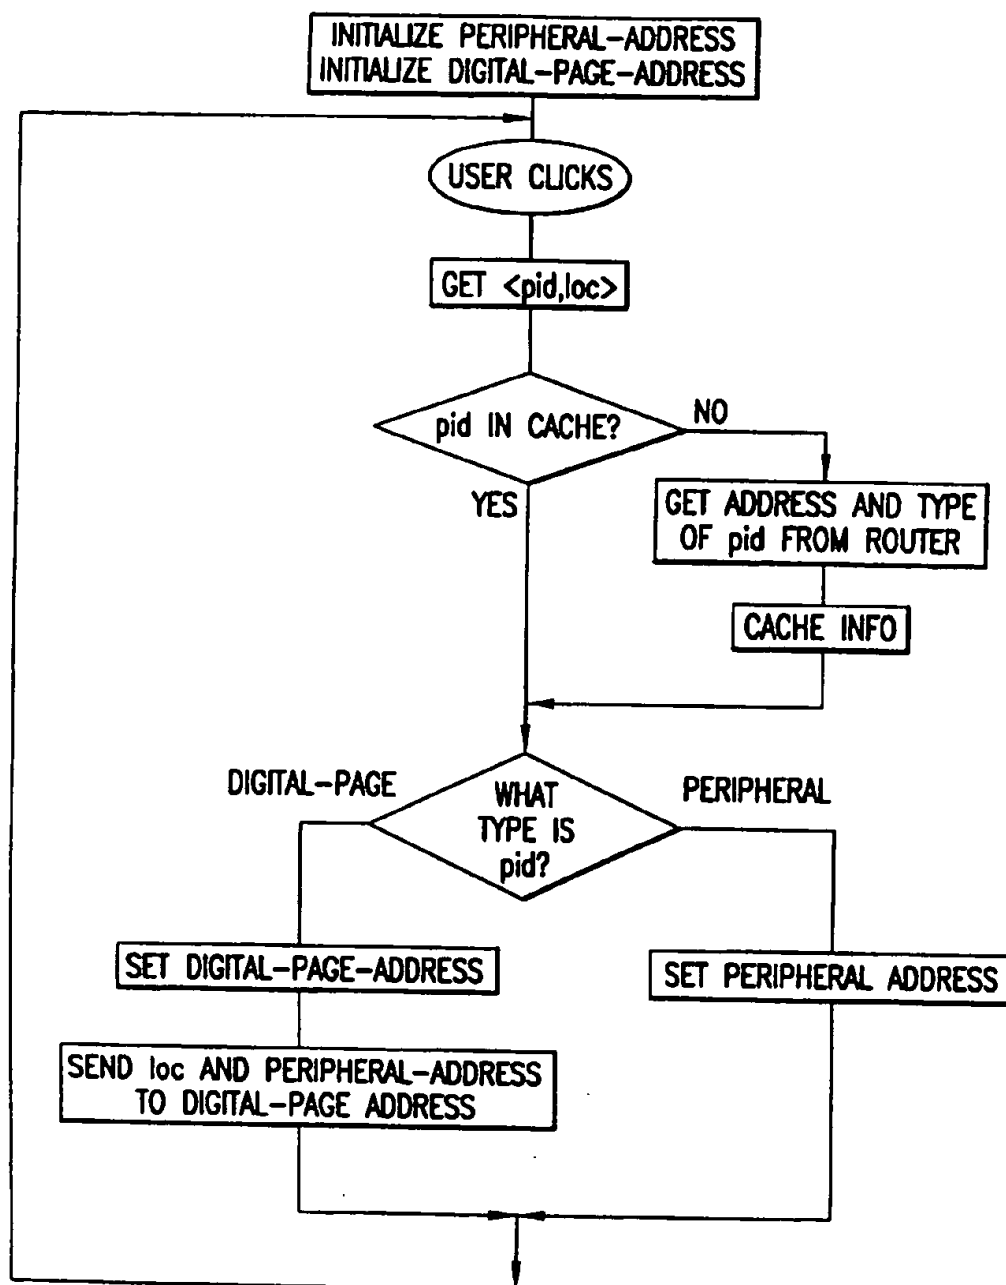 INITIALIZE PERIPHERAL-ADDRESS
INITIALIZE DIGITAL-PAGE-ADDRESS
USER CLICKS
GET <pid,loc>
pid IN CACHE?
NO
YES
GET ADDRESS AND TYPE
OF pid FROM ROUTER
CACHE INFO
DIGITAL-PAGE
WHAT
TYPE IS
pid?
PERIPHERAL
SET DIGITAL-PAGE-ADDRESS
SET PERIPHERAL ADDRESS
SEND loc AND PERIPHERAL-ADDRESS
TO DIGITAL-PAGE ADDRESS